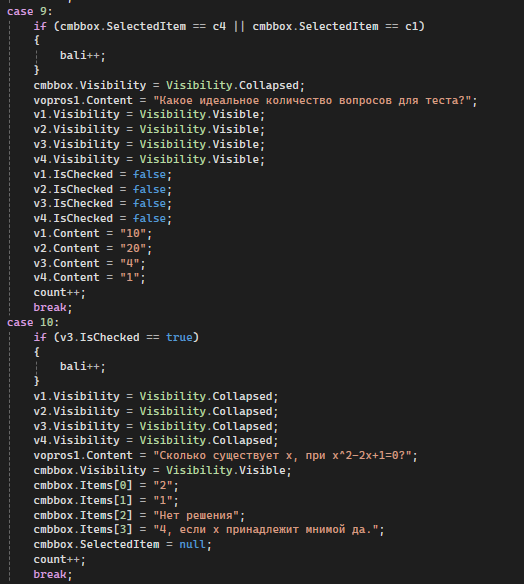 case 9:
if (cmbbox.SelectedItem == c4 || cmbbox.SelectedItem == c1)
{
bali++;
}
cmbbox.Visibility = Visibility.Collapsed;
vopros1.Content = "Какое идеальное количество вопросов для теста?";
v1.Visibility = Visibility.Visible;
v2.Visibility = Visibility.Visible;
v3.Visibility = Visibility.Visible;
v4.Visibility = Visibility.Visible;
v1.IsChecked = false;
v2.IsChecked = false;
v3.IsChecked = false;
v4.IsChecked = false;
v1.Content = "10";
v2.Content = "20";
v3.Content = "4";
v4.Content = "1";
count++;
break;
case 10:
if (v3.IsChecked == true)
{
bali++;
}
v1.Visibility = Visibility.Collapsed;
v2.Visibility = Visibility.Collapsed;
v3.Visibility = Visibility.Collapsed;
v4.Visibility = Visibility.Collapsed;
vopros1.Content = "Сколько существует x, при x^2-2x+1=0?";
cmbbox.Visibility = Visibility.Visible;
cmbbox.Items[0] = "2";
cmbbox.Items[1] = "1";
cmbbox.Items[2] = "Нет решения";
cmbbox.Items[3] = "4, если x принадлежит мнимой да.";
cmbbox.SelectedItem = null;
count++;
break;